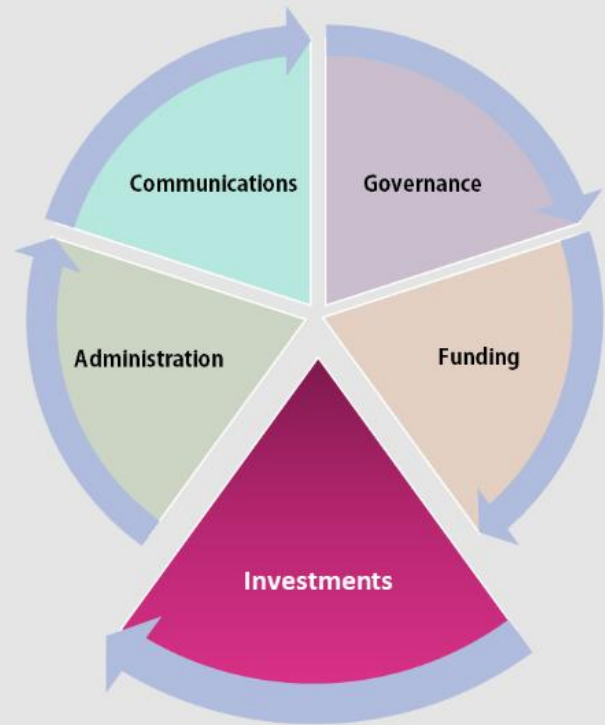 Communications
Governance
Administration
Funding
Investments